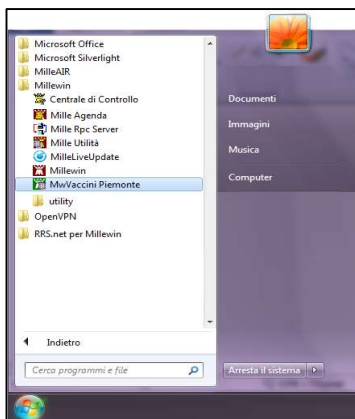 Microsoft Office
Microsoft Silverlight
MilleAIR
Millewin
Centrale di Controllo
Mille Agenda
Mille Rpc Server
Mille Utilità
MilleLiveUpdate
Millewin
MwVaccini Piemonte
utility
OpenVPN
RRS.net per Millewin
Indietro
Cerca programmi e file
Documenti
Immagini
Musica
Computer
Arresta il sistema